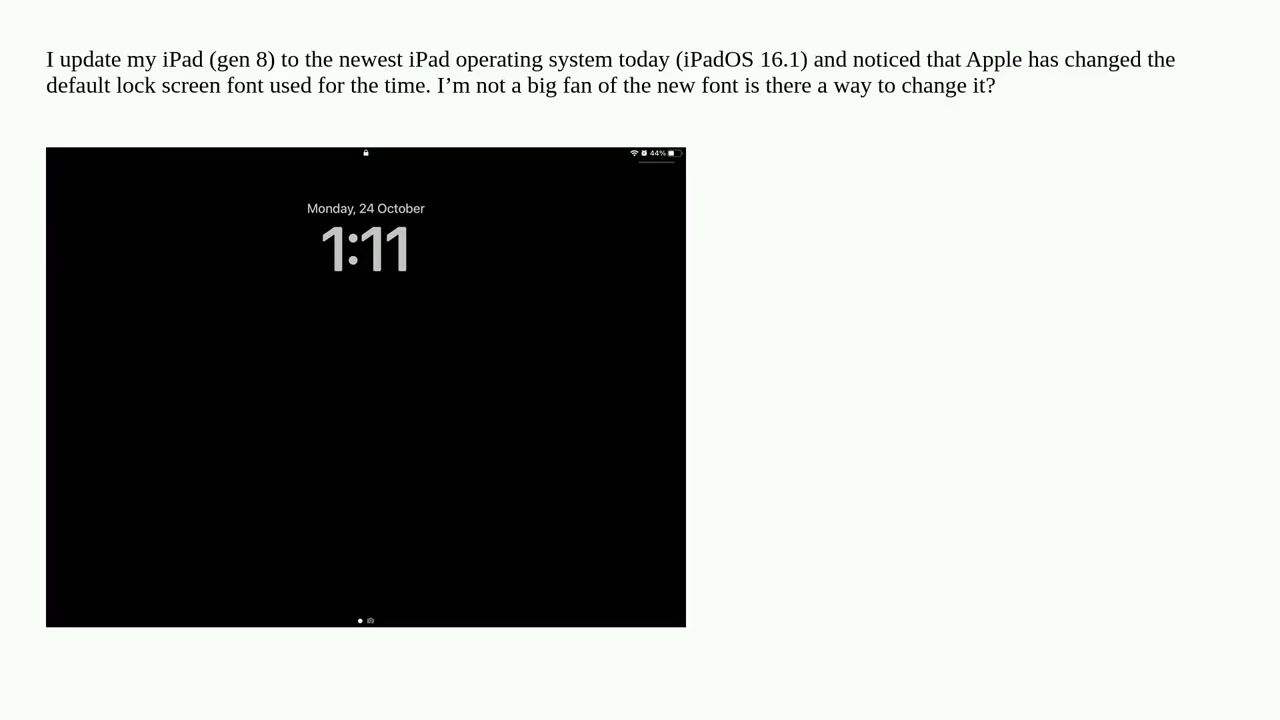 I update my iPad (gen 8) to the newest iPad operating system today (iPadOS 16.1) and noticed that Apple has changed the
default lock screen font used for the time. I’m not a big fan of the new font is there a way to change it?
44%
Monday, 24 October
1:11